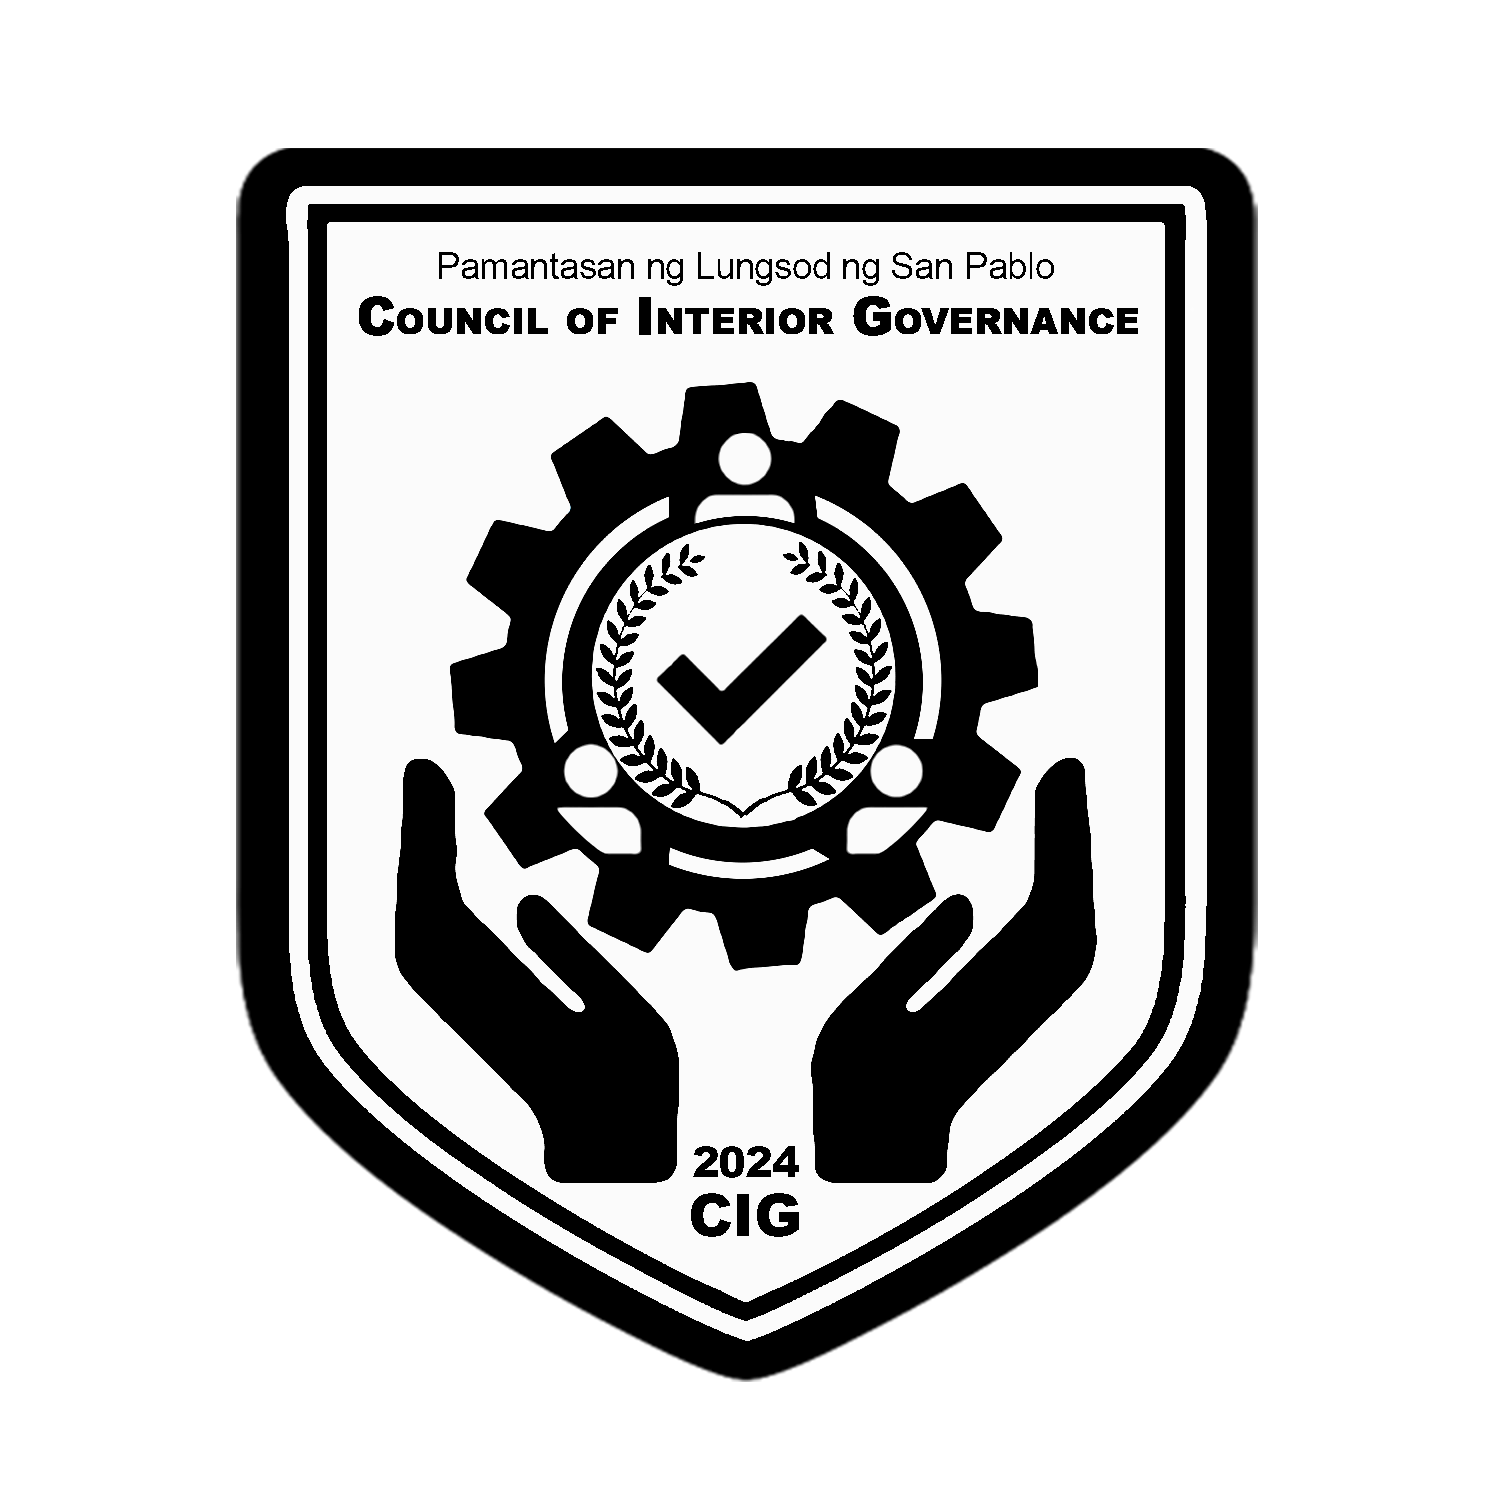 Pamantasan ng Lungsod ng San Pablo
COUNCIL OF INTERIOR GOVERNANCE
2024
CIG